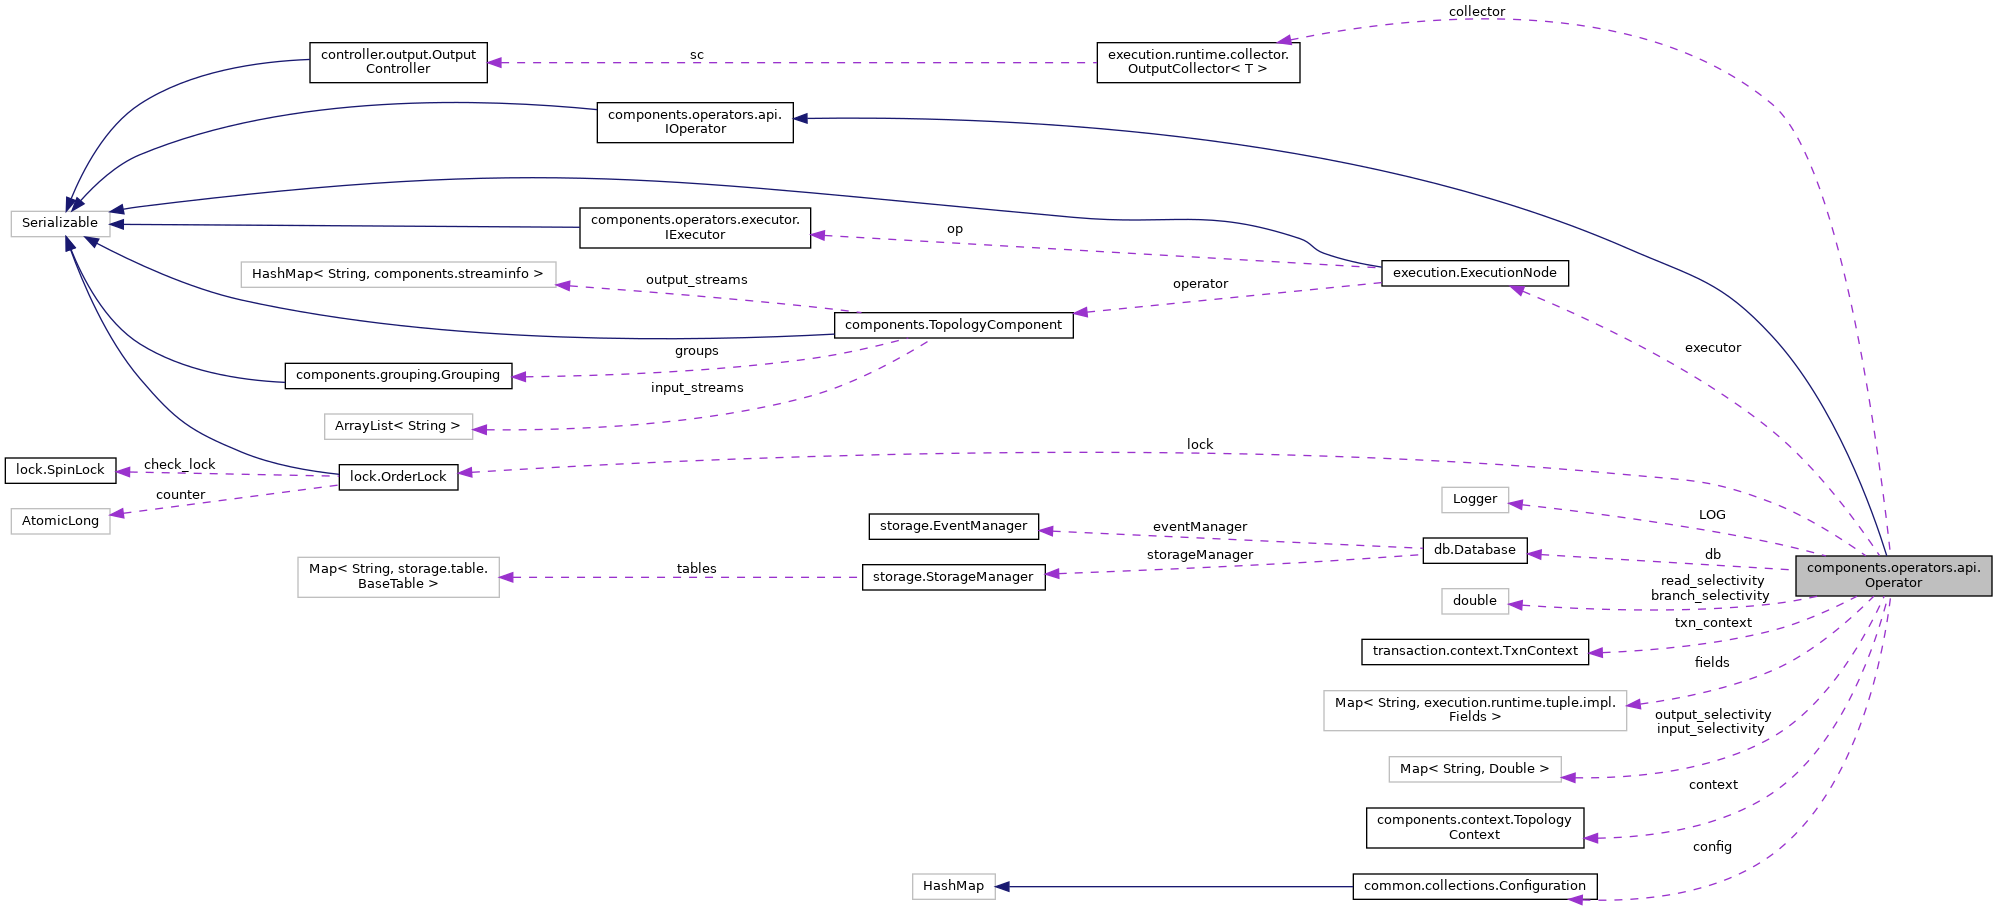 collector
controller.output.Output
Controller
sc
execution.runtime.collector.
OutputCollector< T >
components.operators.api.
IOperator
Serializable
components.operators.executor.
IExecutor
op
HashMap< String, components.streaminfo >
output_streams
operator
execution.ExecutionNode
components.TopologyComponent
executor
groups
components.grouping.Grouping
input_streams
ArrayList< String >
lock
lock.SpinLock
check_lock
lock.OrderLock
counter
AtomicLong
Logger
LOG
storage.EventManager
eventManager
db.Database
db
storageManager
Map< String, storage.table.
BaseTable >
tables
storage.StorageManager
components.operators.api.
Operator
double
read_selectivity
branch_selectivity
txn_context
transaction.context.TxnContext
fields
Map< String, execution.runtime.tuple.impl.
Fields >
output_selectivity
input_selectivity
Map< String, Double >
context
components.context.Topology
Context
config
HashMap
common.collections.Configuration